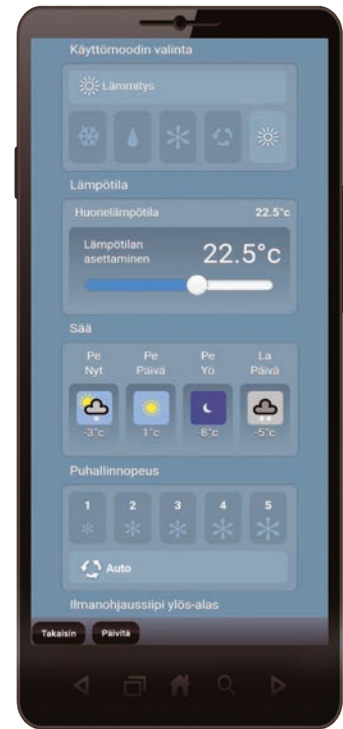 Käyttömoodin valinta
Lämmitys
Lämpötila
Huonelämpötila 22.5°c
Lämpötilan
asettaminen
22.5°c
Sää
Pe Pe Pe La
Nyt Päivä Yö Päivä
-3°c 1°c -8°c -5°c
Puhallinnopeus
1 2 3 4 5
Auto
Ilmanohjaussiipi ylös-alas
Takaisin Päivitä